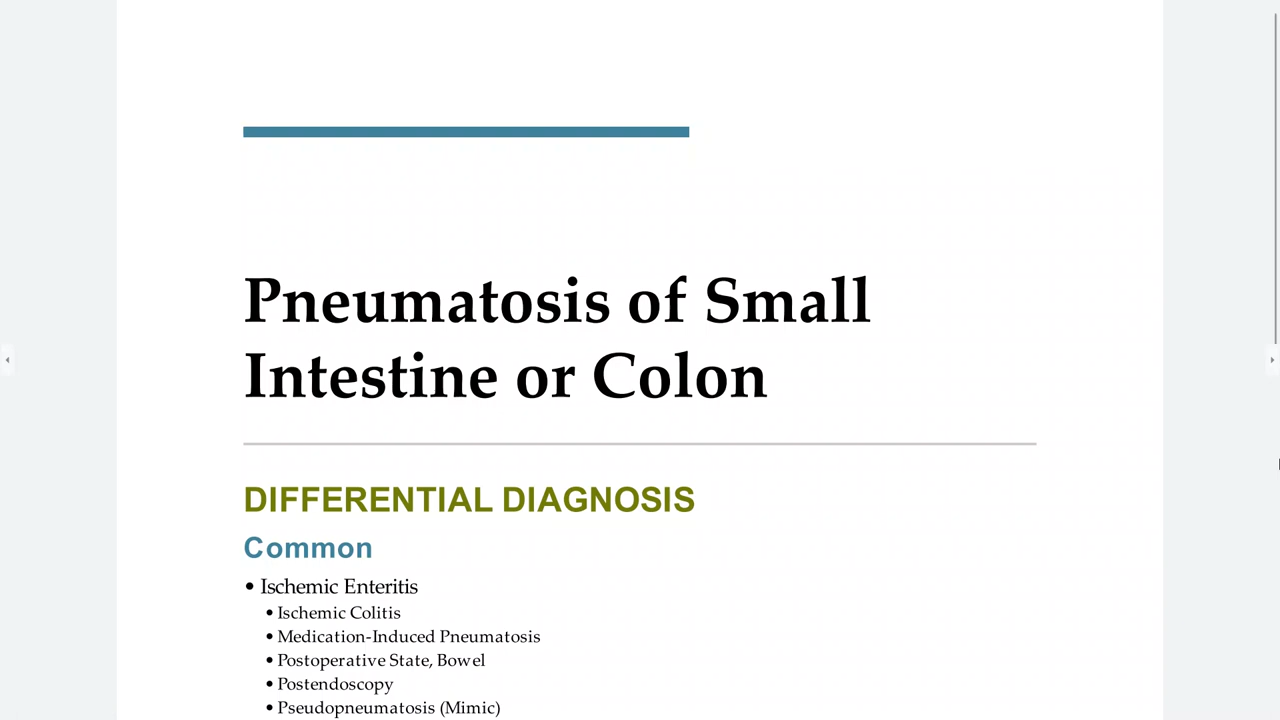 Pneumatosis of Small
Intestine or Colon
DIFFERENTIAL DIAGNOSIS
Common
• Ischemic Enteritis
• Ischemic Colitis
• Medication-Induced Pneumatosis
• Postoperative State, Bowel
• Postendoscopy
• Pseudopneumatosis (Mimic)